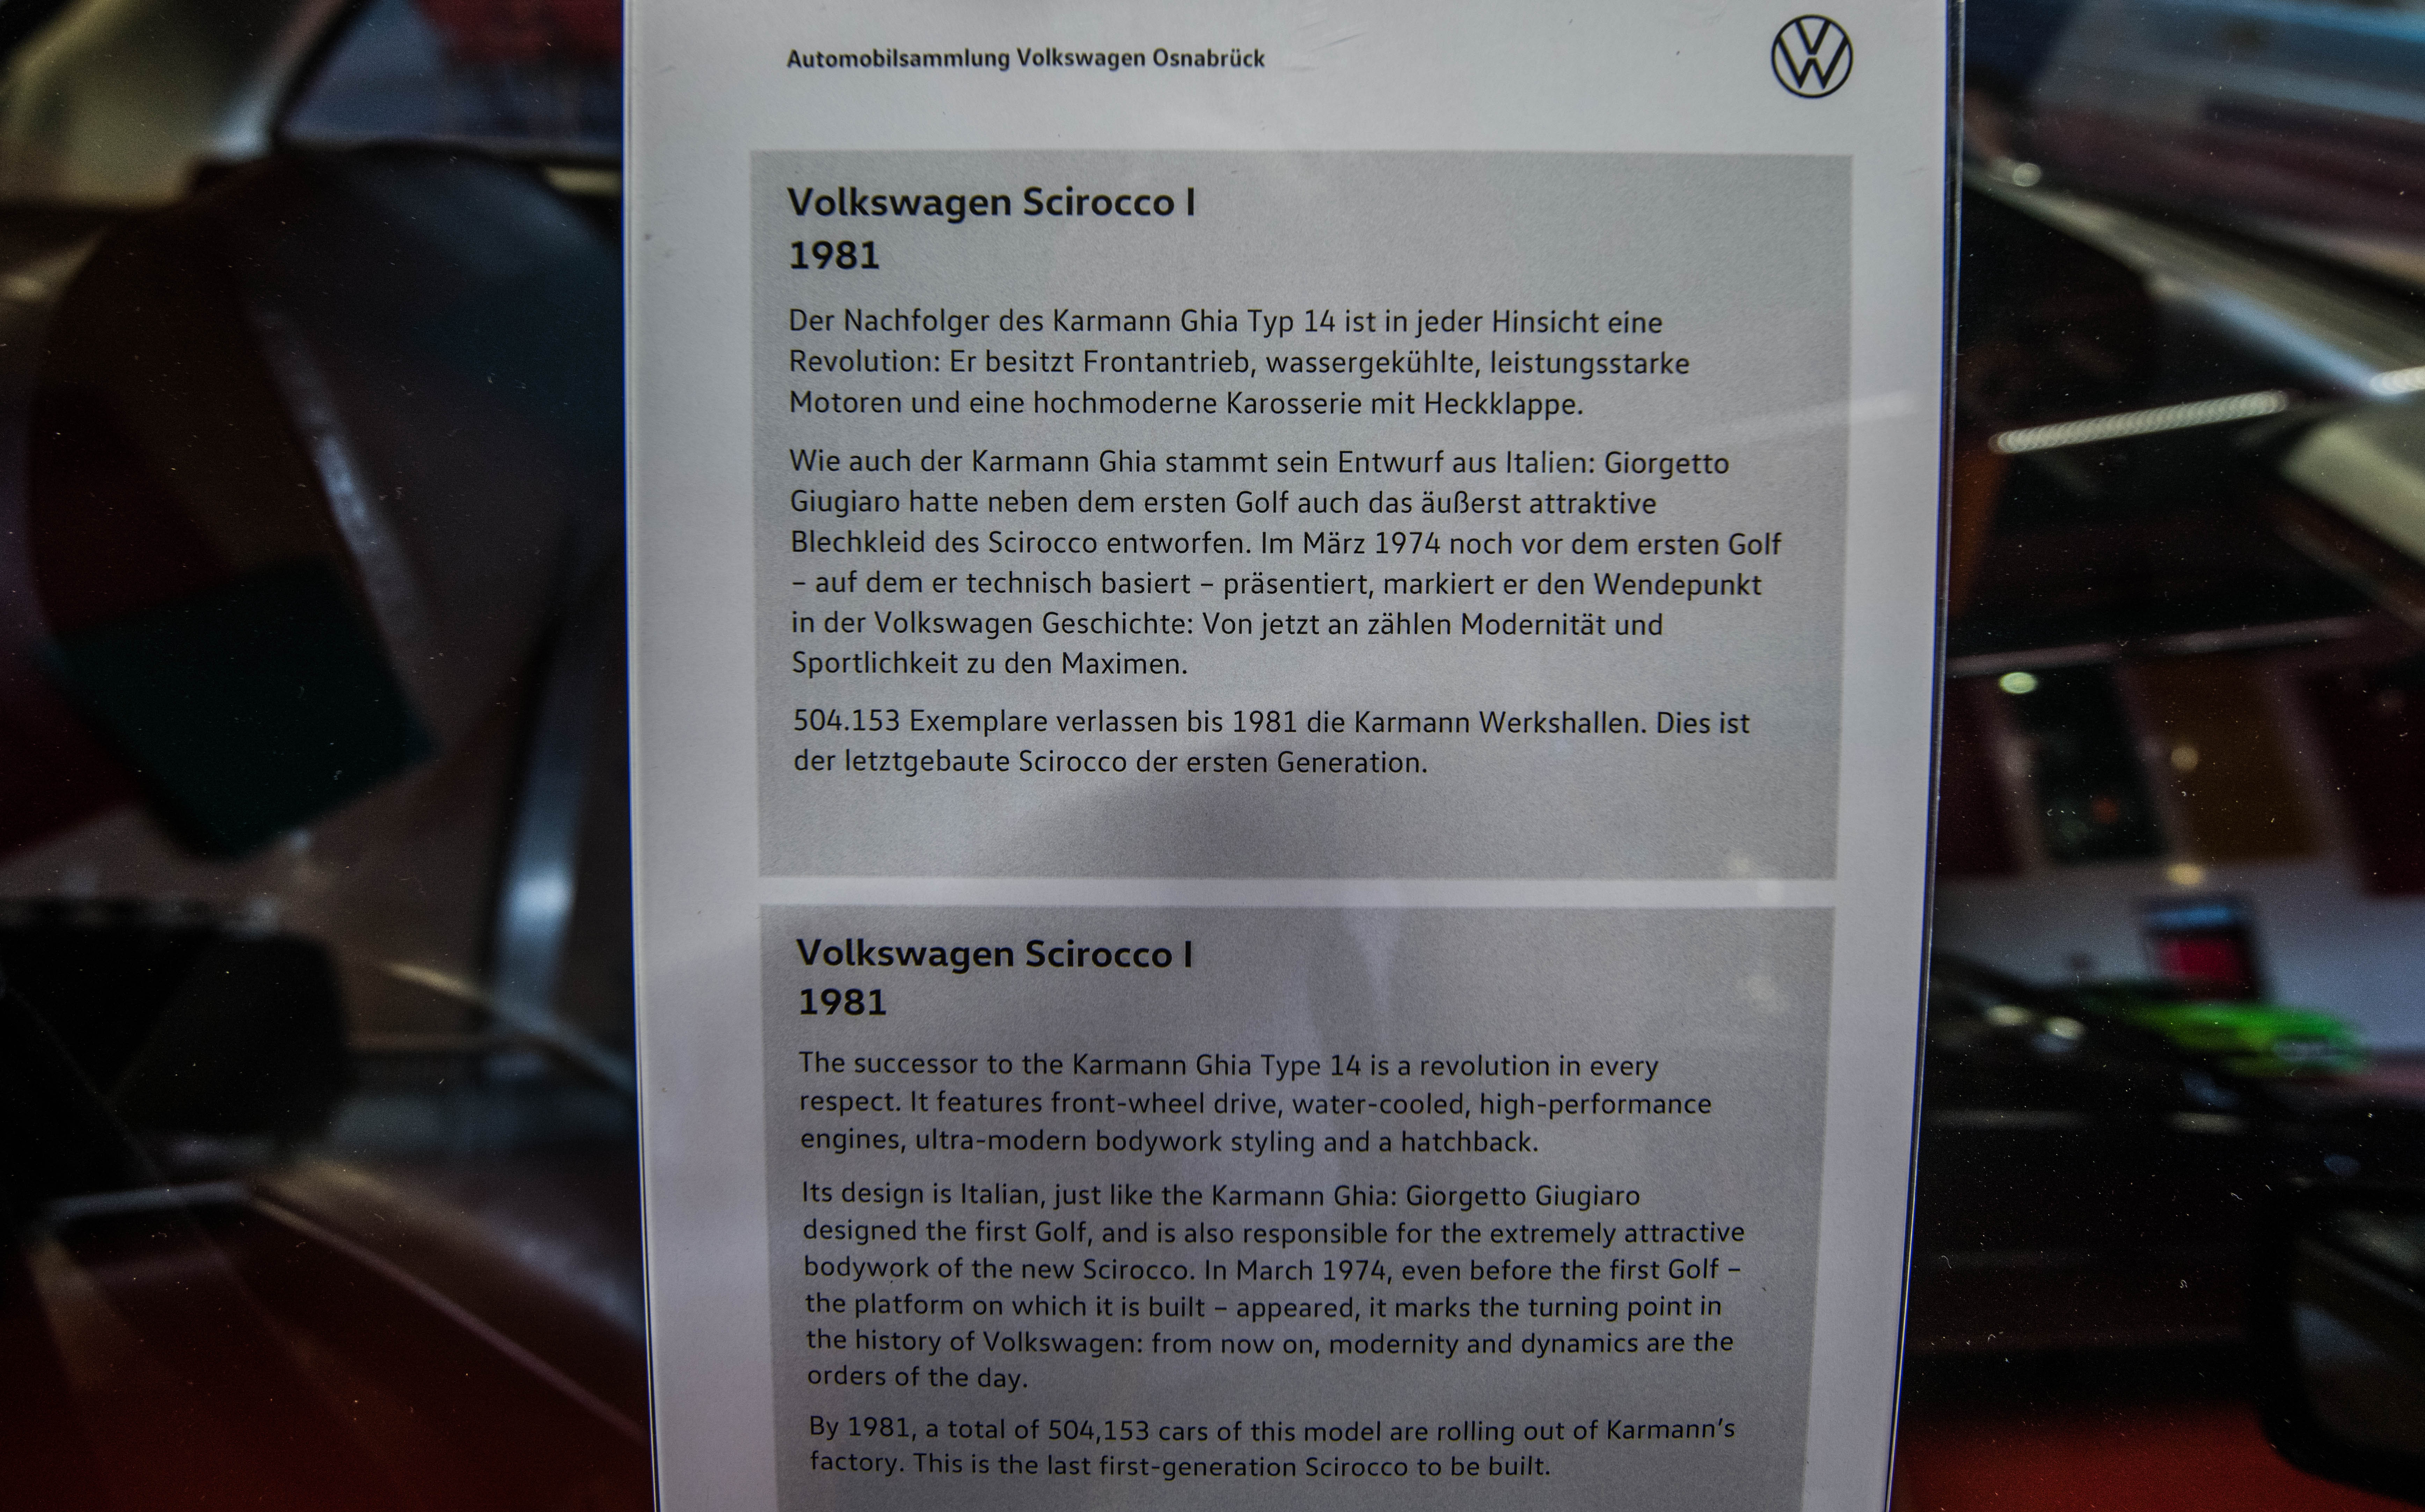 Automobilsammlung Volkswagen Osnabrück
Volkswagen Scirocco I
1981
Der Nachfolger des Karmann Ghia Typ 14 ist in jeder Hinsicht eine
Revolution: Er besitzt Frontantrieb, wassergekühlte, leistungsstarke
Motoren und eine hochmoderne Karosserie mit Heckklappe.
Wie auch der Karmann Ghia stammt sein Entwurf aus Italien: Giorgetto
Giugiaro hatte neben dem ersten Golf auch das äußerst attraktive
Blechkleid des Scirocco entworfen. Im März 1974 noch vor dem ersten Golf
– auf dem er technisch basiert – präsentiert, markiert er den Wendepunkt
in der Volkswagen Geschichte: Von jetzt an zählen Modernität und
Sportlichkeit zu den Maximen.
504.153 Exemplare verlassen bis 1981 die Karmann Werkshallen. Dies ist
der letztgebaute Scirocco der ersten Generation.
Volkswagen Scirocco I
1981
The successor to the Karmann Ghia Type 14 is a revolution in every
respect. It features front-wheel drive, water-cooled, high-performance
engines, ultra-modern bodywork styling and a hatchback.
Its design is Italian, just like the Karmann Ghia: Giorgetto Giugiaro
designed the first Golf, and is also responsible for the extremely attractive
bodywork of the new Scirocco. In March 1974, even before the first Golf –
the platform on which it is built – appeared, it marks the turning point in
the history of Volkswagen: from now on, modernity and dynamics are the
orders of the day.
By 1981, a total of 504,153 cars of this model are rolling out of Karmann's
factory. This is the last first-generation Scirocco to be built.